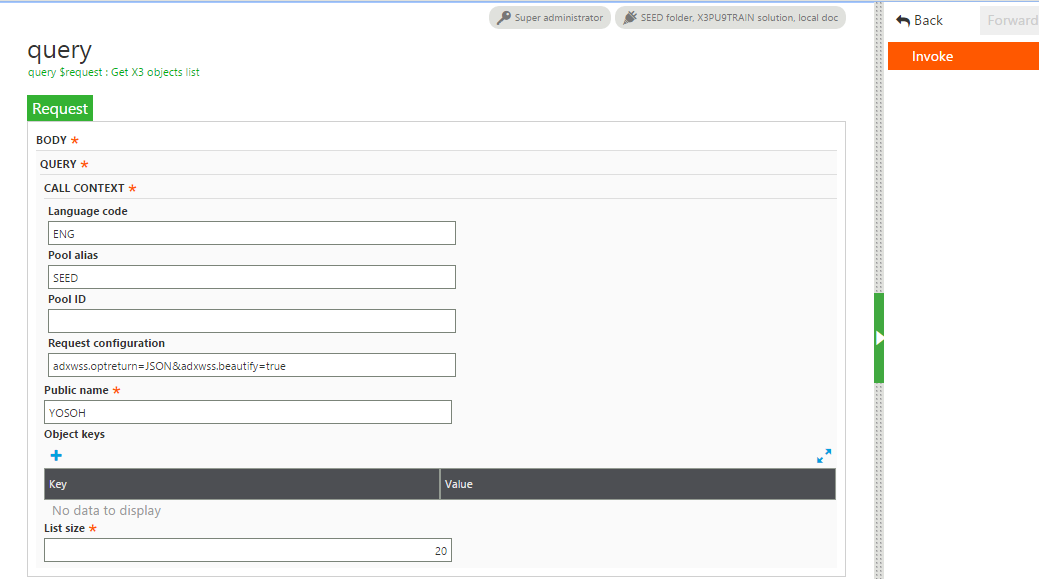 Super administrator
SEED folder, X3PU9TRAIN solution, local doc
Back
Forward
query
query $request : Get X3 objects list
Invoke
Request
BODY *
QUERY *
CALL CONTEXT *
Language code
ENG
Pool alias
SEED
Pool ID
Request configuration
adxwss.optreturn=JSON&adxwss.beautify=true
Public name *
YOSOH
Object keys
Key
Value
No data to display
List size *
20